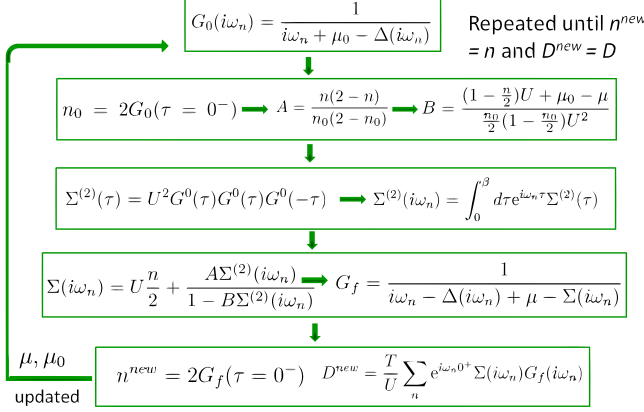 G_0(iω_n) = 1 / (iω_n + μ_0 − Δ(iω_n))
Repeated until n^new
= n and D^new = D
n_0 = 2G_0(τ = 0^−) → A = n(2 − n) / (n_0(2 − n_0)) → B = ((1 − n/2)U + μ_0 − μ) / (n_0/2 (1 − n_0/2)U^2)
Σ^(2)(τ) = U^2 G^0(τ)G^0(τ)G^0(−τ) → Σ^(2)(iω_n) = ∫_0^β dτ e^{iω_n τ} Σ^(2)(τ)
Σ(iω_n) = U n/2 + AΣ^(2)(iω_n) / (1 − BΣ^(2)(iω_n)) → G_f = 1 / (iω_n − Δ(iω_n) + μ − Σ(iω_n))
μ, μ_0
updated
n^new = 2G_f(τ = 0^−) D^new = T/U Σ_n e^{iω_n 0^+} Σ(iω_n)G_f(iω_n)